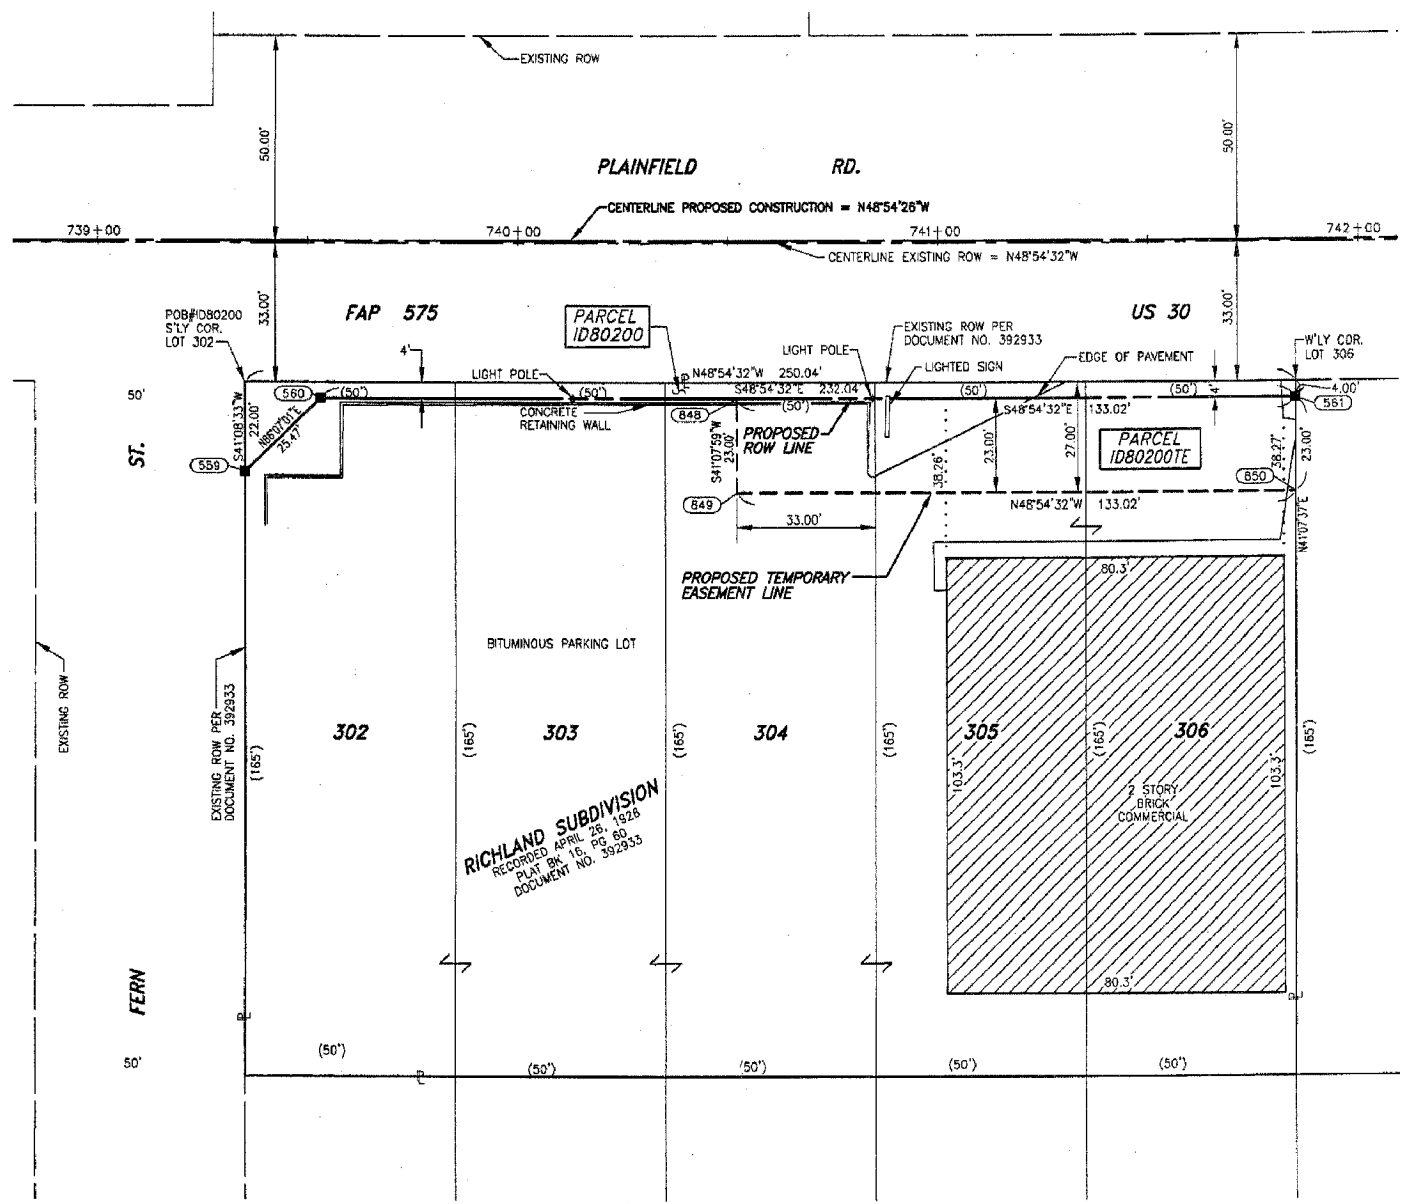 EXISTING ROW
50.00'
50.00'
PLAINFIELD RD.
CENTERLINE PROPOSED CONSTRUCTION = N48°54'26"W
739+00
740+00
741+00
742+00
CENTERLINE EXISTING ROW = N48°54'32"W
33.00'
33.00'
FAP 575
US 30
POB#ID80200
S'LY COR.
LOT 302
PARCEL
ID80200
EXISTING ROW PER
DOCUMENT NO. 392933
W'LY COR.
LOT 306
4'
LIGHT POLE
N48°54'32"W 250.04'
LIGHT POLE
LIGHTED SIGN
EDGE OF PAVEMENT
50'
560
(50')
(50')
S48°54'32"E 232.04'
(50')
(50')
(50')
4'
4.00'
561
CONCRETE
RETAINING WALL
848
S48°54'32"E 133.02'
S41°08'33"W
22.00'
N86°07'01"E
25.47'
PROPOSED
ROW LINE
S41°07'59"W
23.00'
38.26'
23.00'
27.00'
PARCEL
ID80200TE
38.27'
23.00'
ST.
559
849
850
N48°54'32"W 133.02'
33.00'
N41°07'37"E
PROPOSED TEMPORARY
EASEMENT LINE
80.3'
BITUMINOUS PARKING LOT
EXISTING ROW
EXISTING ROW PER
DOCUMENT NO. 392933
(165')
302
(165')
303
(165')
304
(165')
305
(165')
306
(165')
103.3'
103.3'
2 STORY
BRICK
COMMERCIAL
RICHLAND SUBDIVISION
RECORDED APRIL 26, 1926
PLAT BK 16, PG 60
DOCUMENT NO. 392933
FERN
80.3'
50'
(50')
(50')
(50')
(50')
(50')